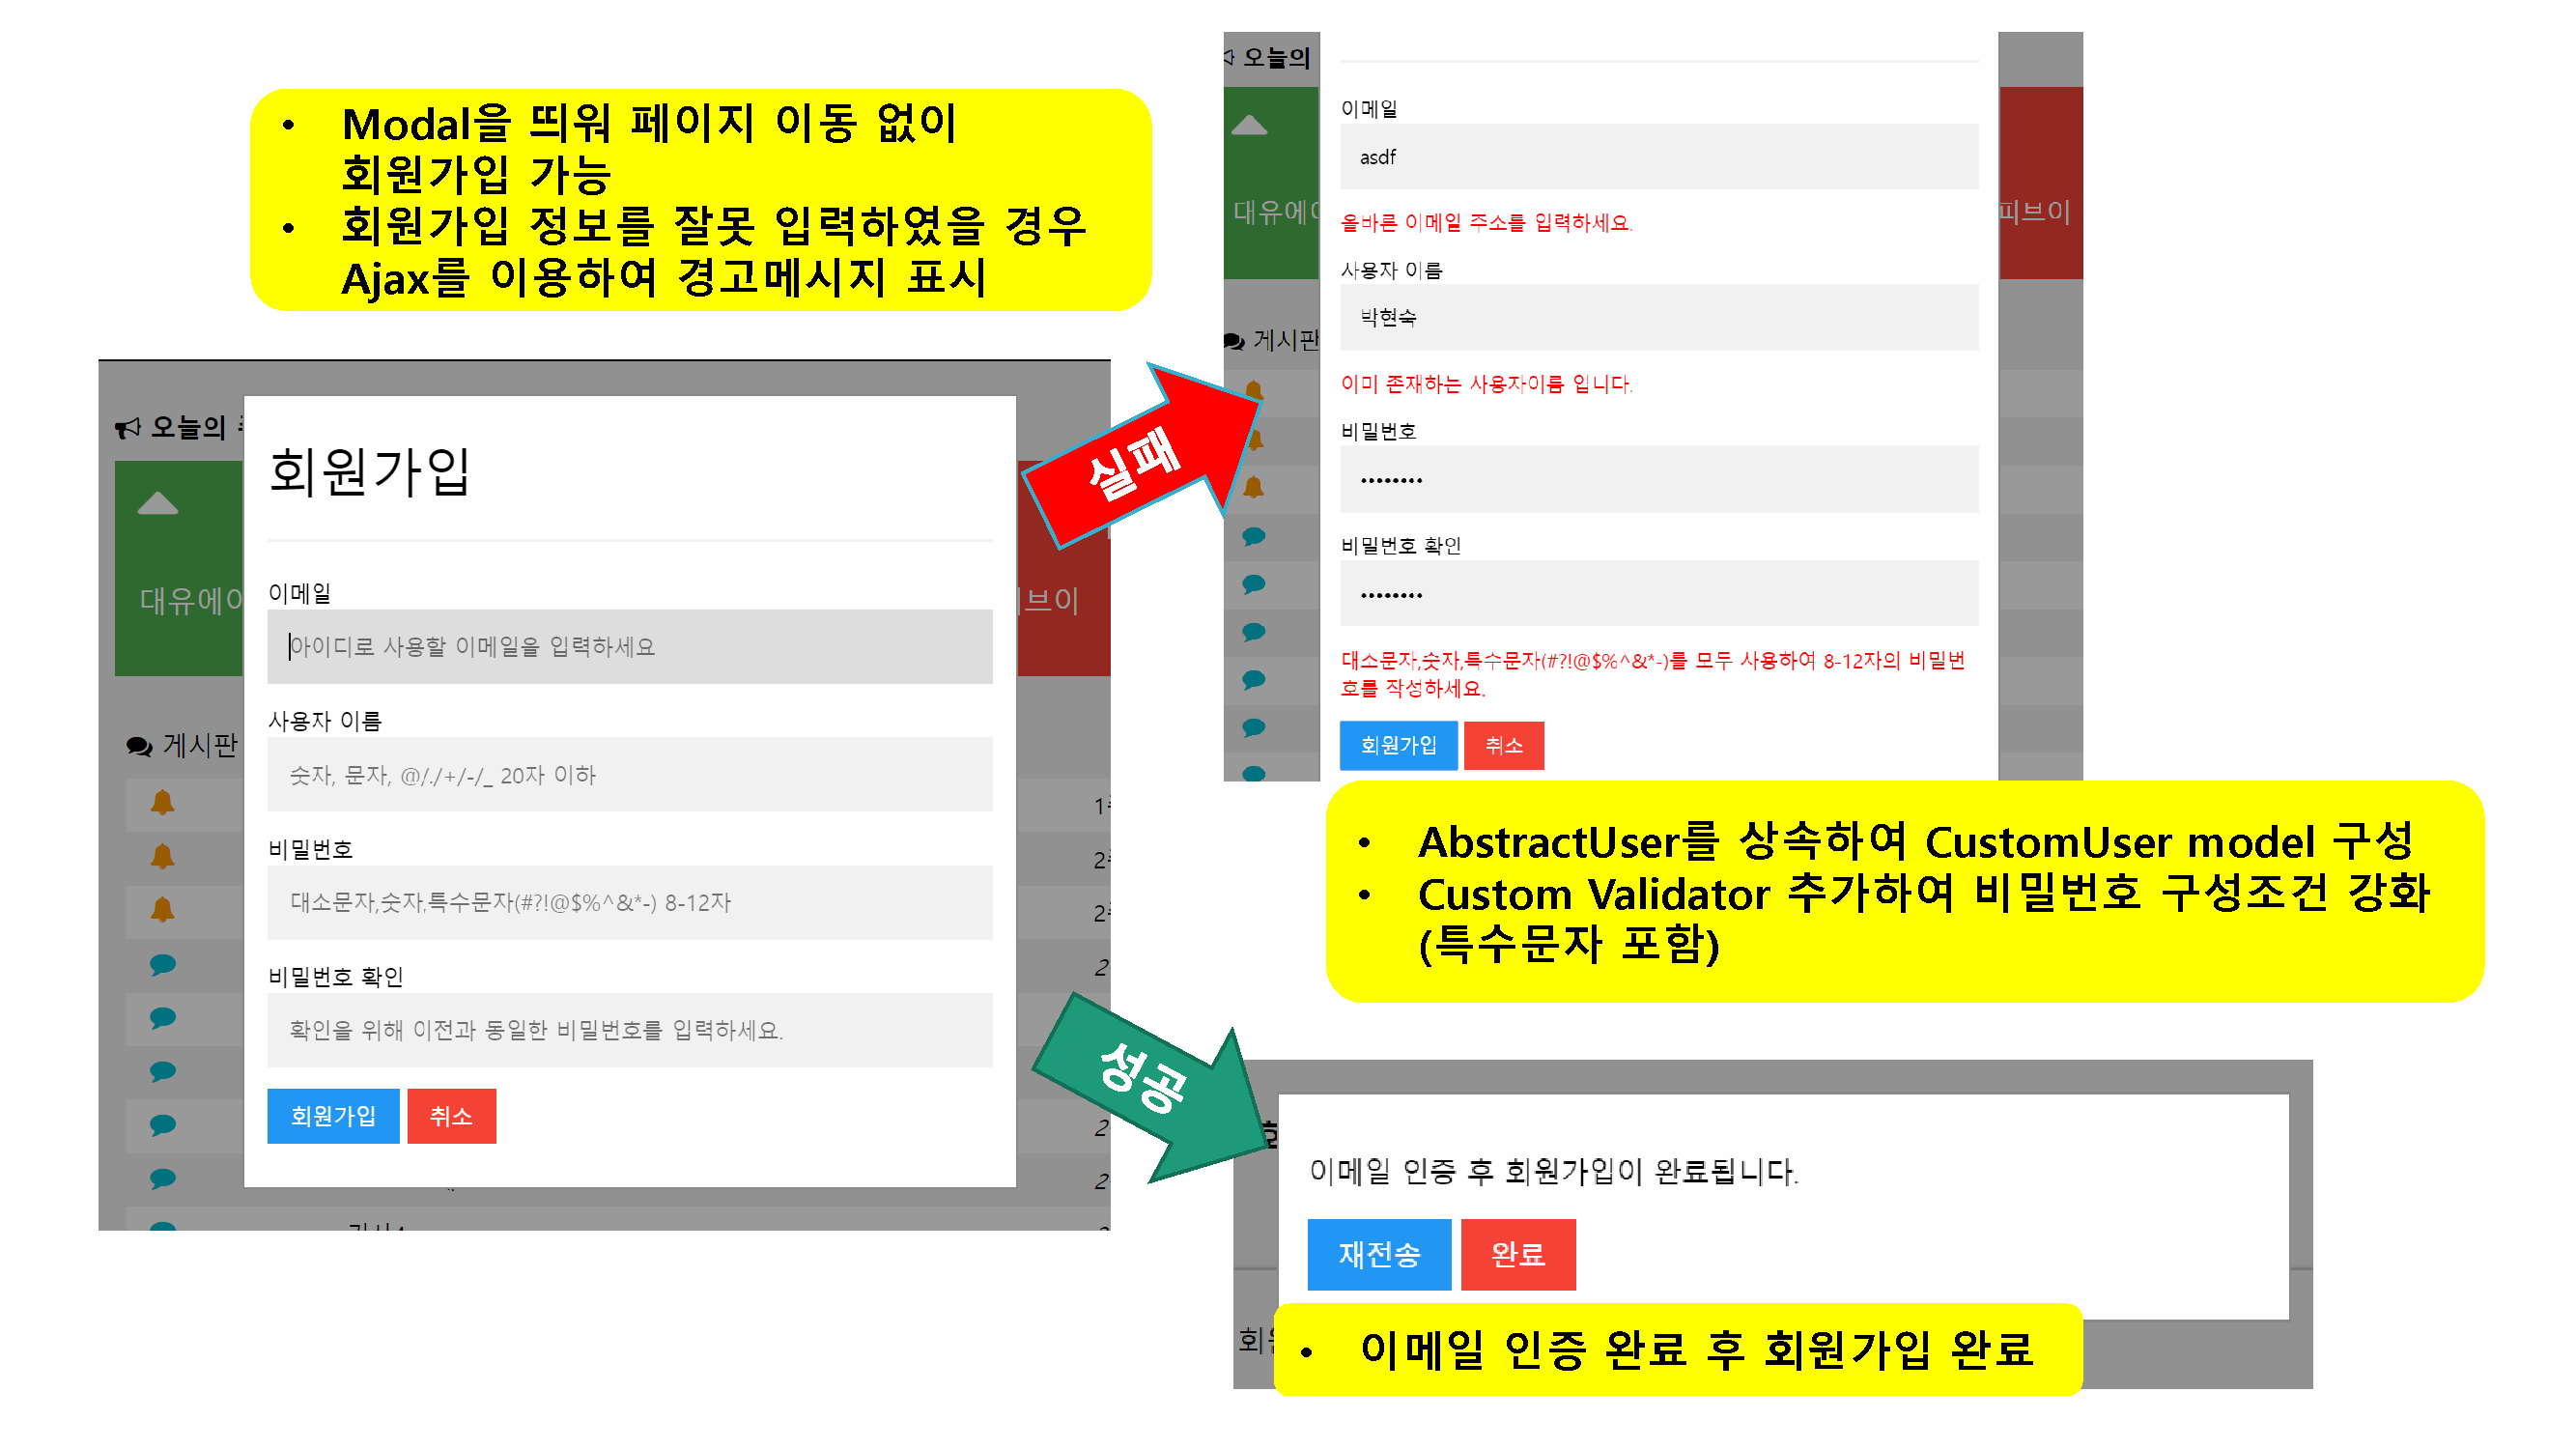 • Modal을 띄워 페이지 이동 없이
회원가입 가능
• 회원가입 정보를 잘못 입력하였을 경우
Ajax를 이용하여 경고메시지 표시
오늘의
회원가입
대유에이
브이
이메일
아이디로 사용할 이메일을 입력하세요
사용자 이름
숫자, 문자, @/./+/-/_ 20자 이하
게시판
비밀번호
대소문자,숫자,특수문자(#?!@$%^&*-) 8-12자
비밀번호 확인
확인을 위해 이전과 동일한 비밀번호를 입력하세요.
회원가입 취소
실패
오늘의
이메일
asdf
대유에이
피브이
올바른 이메일 주소를 입력하세요.
사용자 이름
박현숙
게시판
이미 존재하는 사용자이름 입니다.
비밀번호
••••••••
비밀번호 확인
••••••••
대소문자,숫자,특수문자(#?!@$%^&*-)를 모두 사용하여 8-12자의 비밀번
호를 작성하세요.
회원가입 취소
• AbstractUser를 상속하여 CustomUser model 구성
• Custom Validator 추가하여 비밀번호 구성조건 강화
(특수문자 포함)
성공
이메일 인증 후 회원가입이 완료됩니다.
재전송 완료
• 이메일 인증 완료 후 회원가입 완료